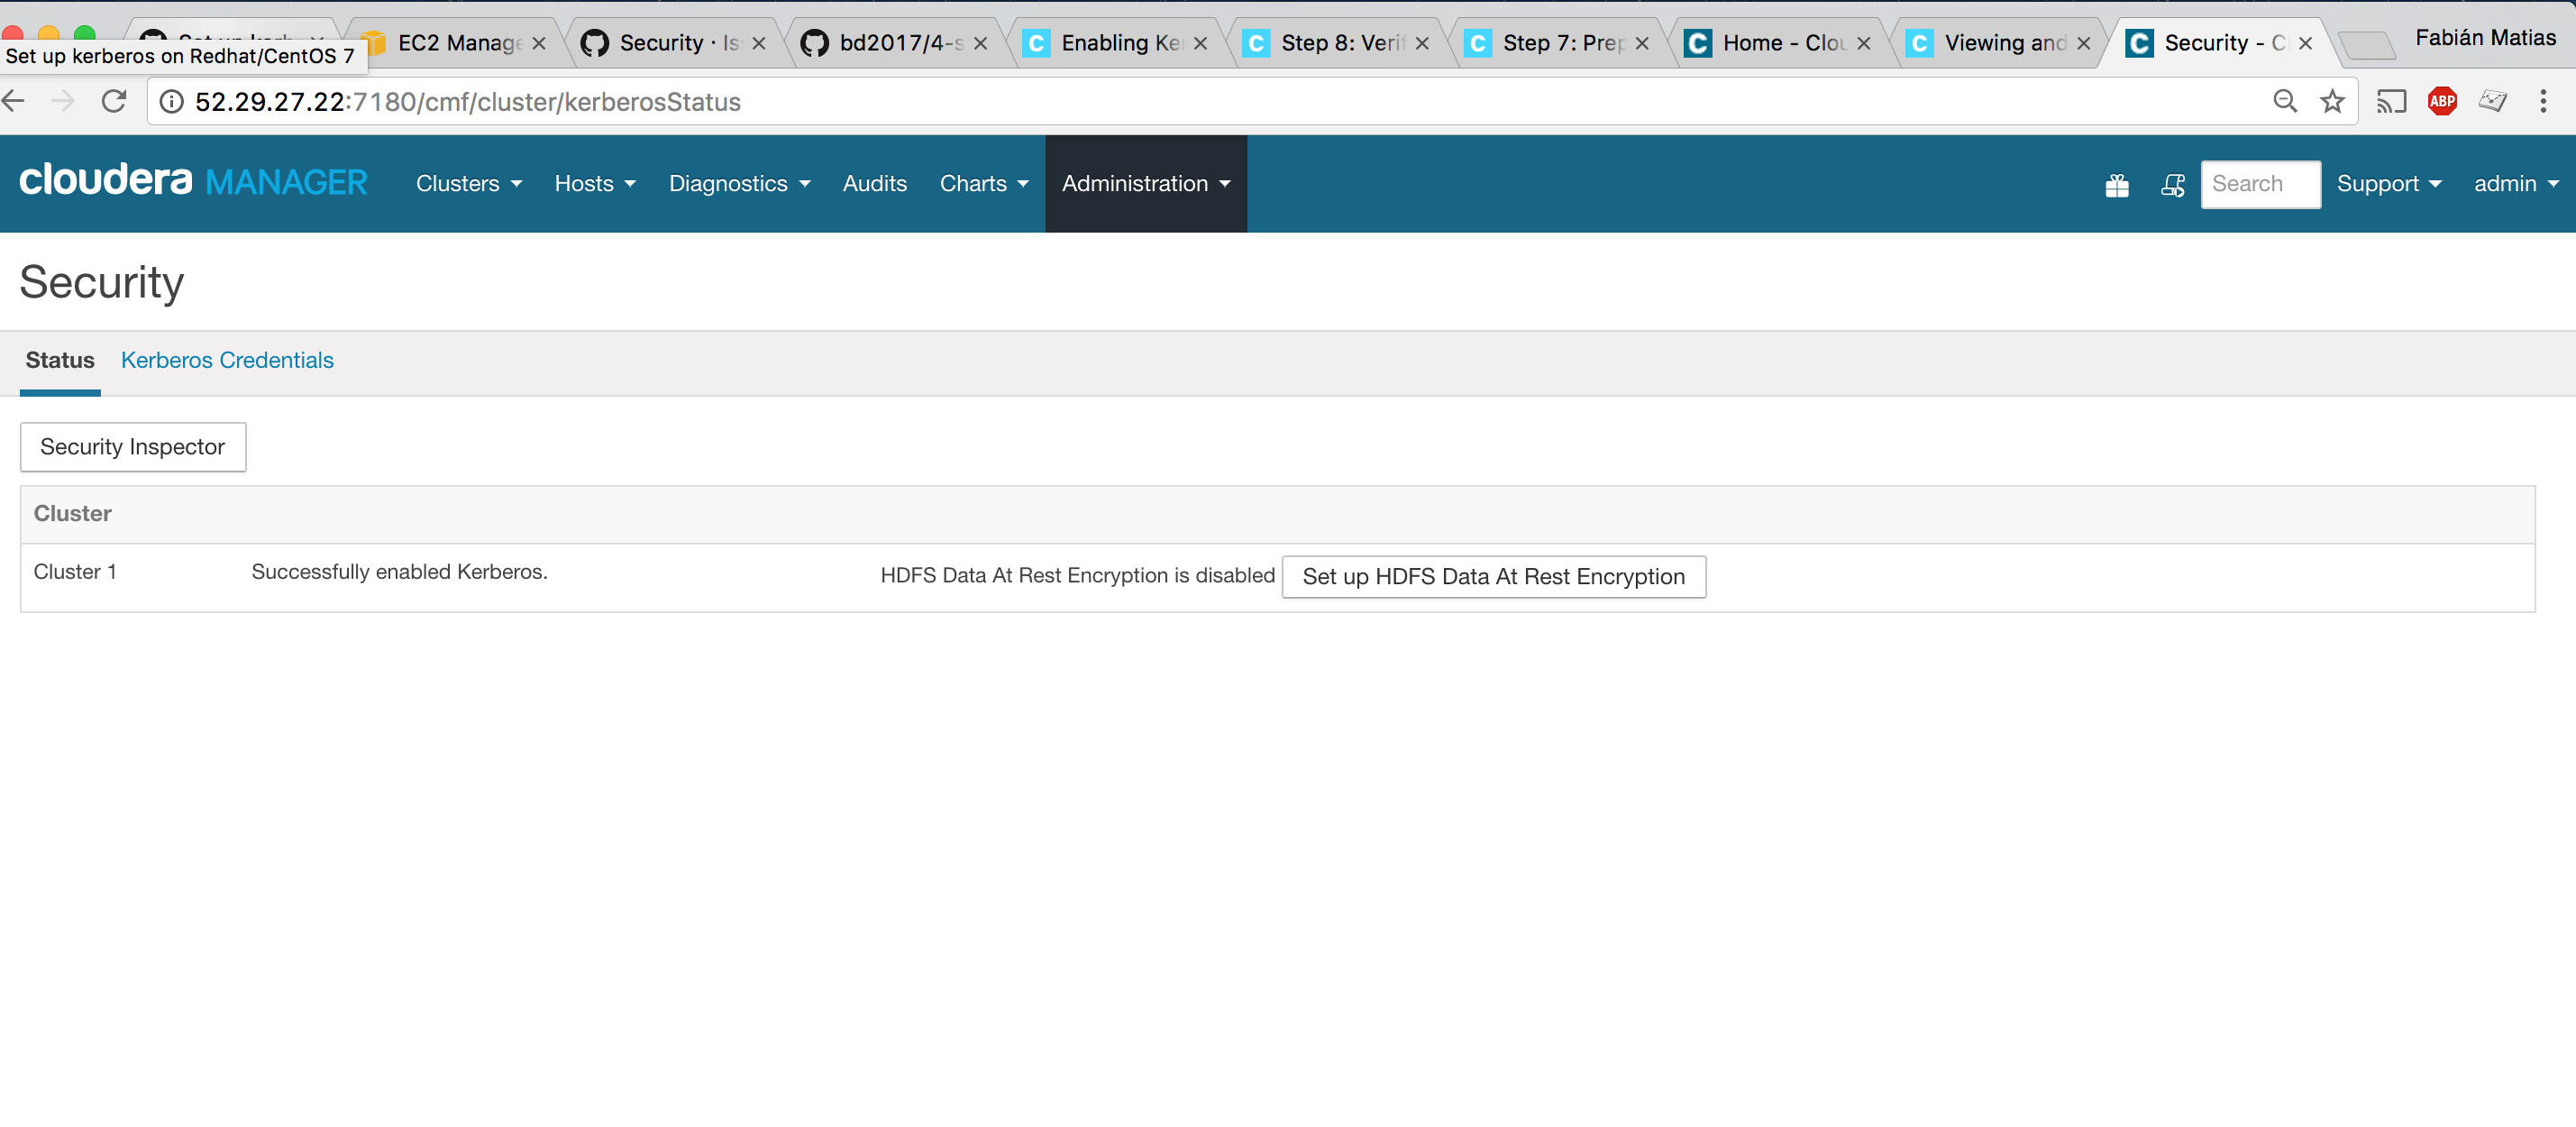 EC2 Manage
Security · Is
bd2017/4-s
Enabling Ke
Step 8: Verif
Step 7: Prep
Home - Clou
Viewing and
Security - C
Fabián Matias
Set up kerberos on Redhat/CentOS 7
52.29.27.22:7180/cmf/cluster/kerberosStatus
ABP
cloudera MANAGER
Clusters
Hosts
Diagnostics
Audits
Charts
Administration
Search
Support
admin
Security
Status
Kerberos Credentials
Security Inspector
Cluster
Cluster 1
Successfully enabled Kerberos.
HDFS Data At Rest Encryption is disabled
Set up HDFS Data At Rest Encryption